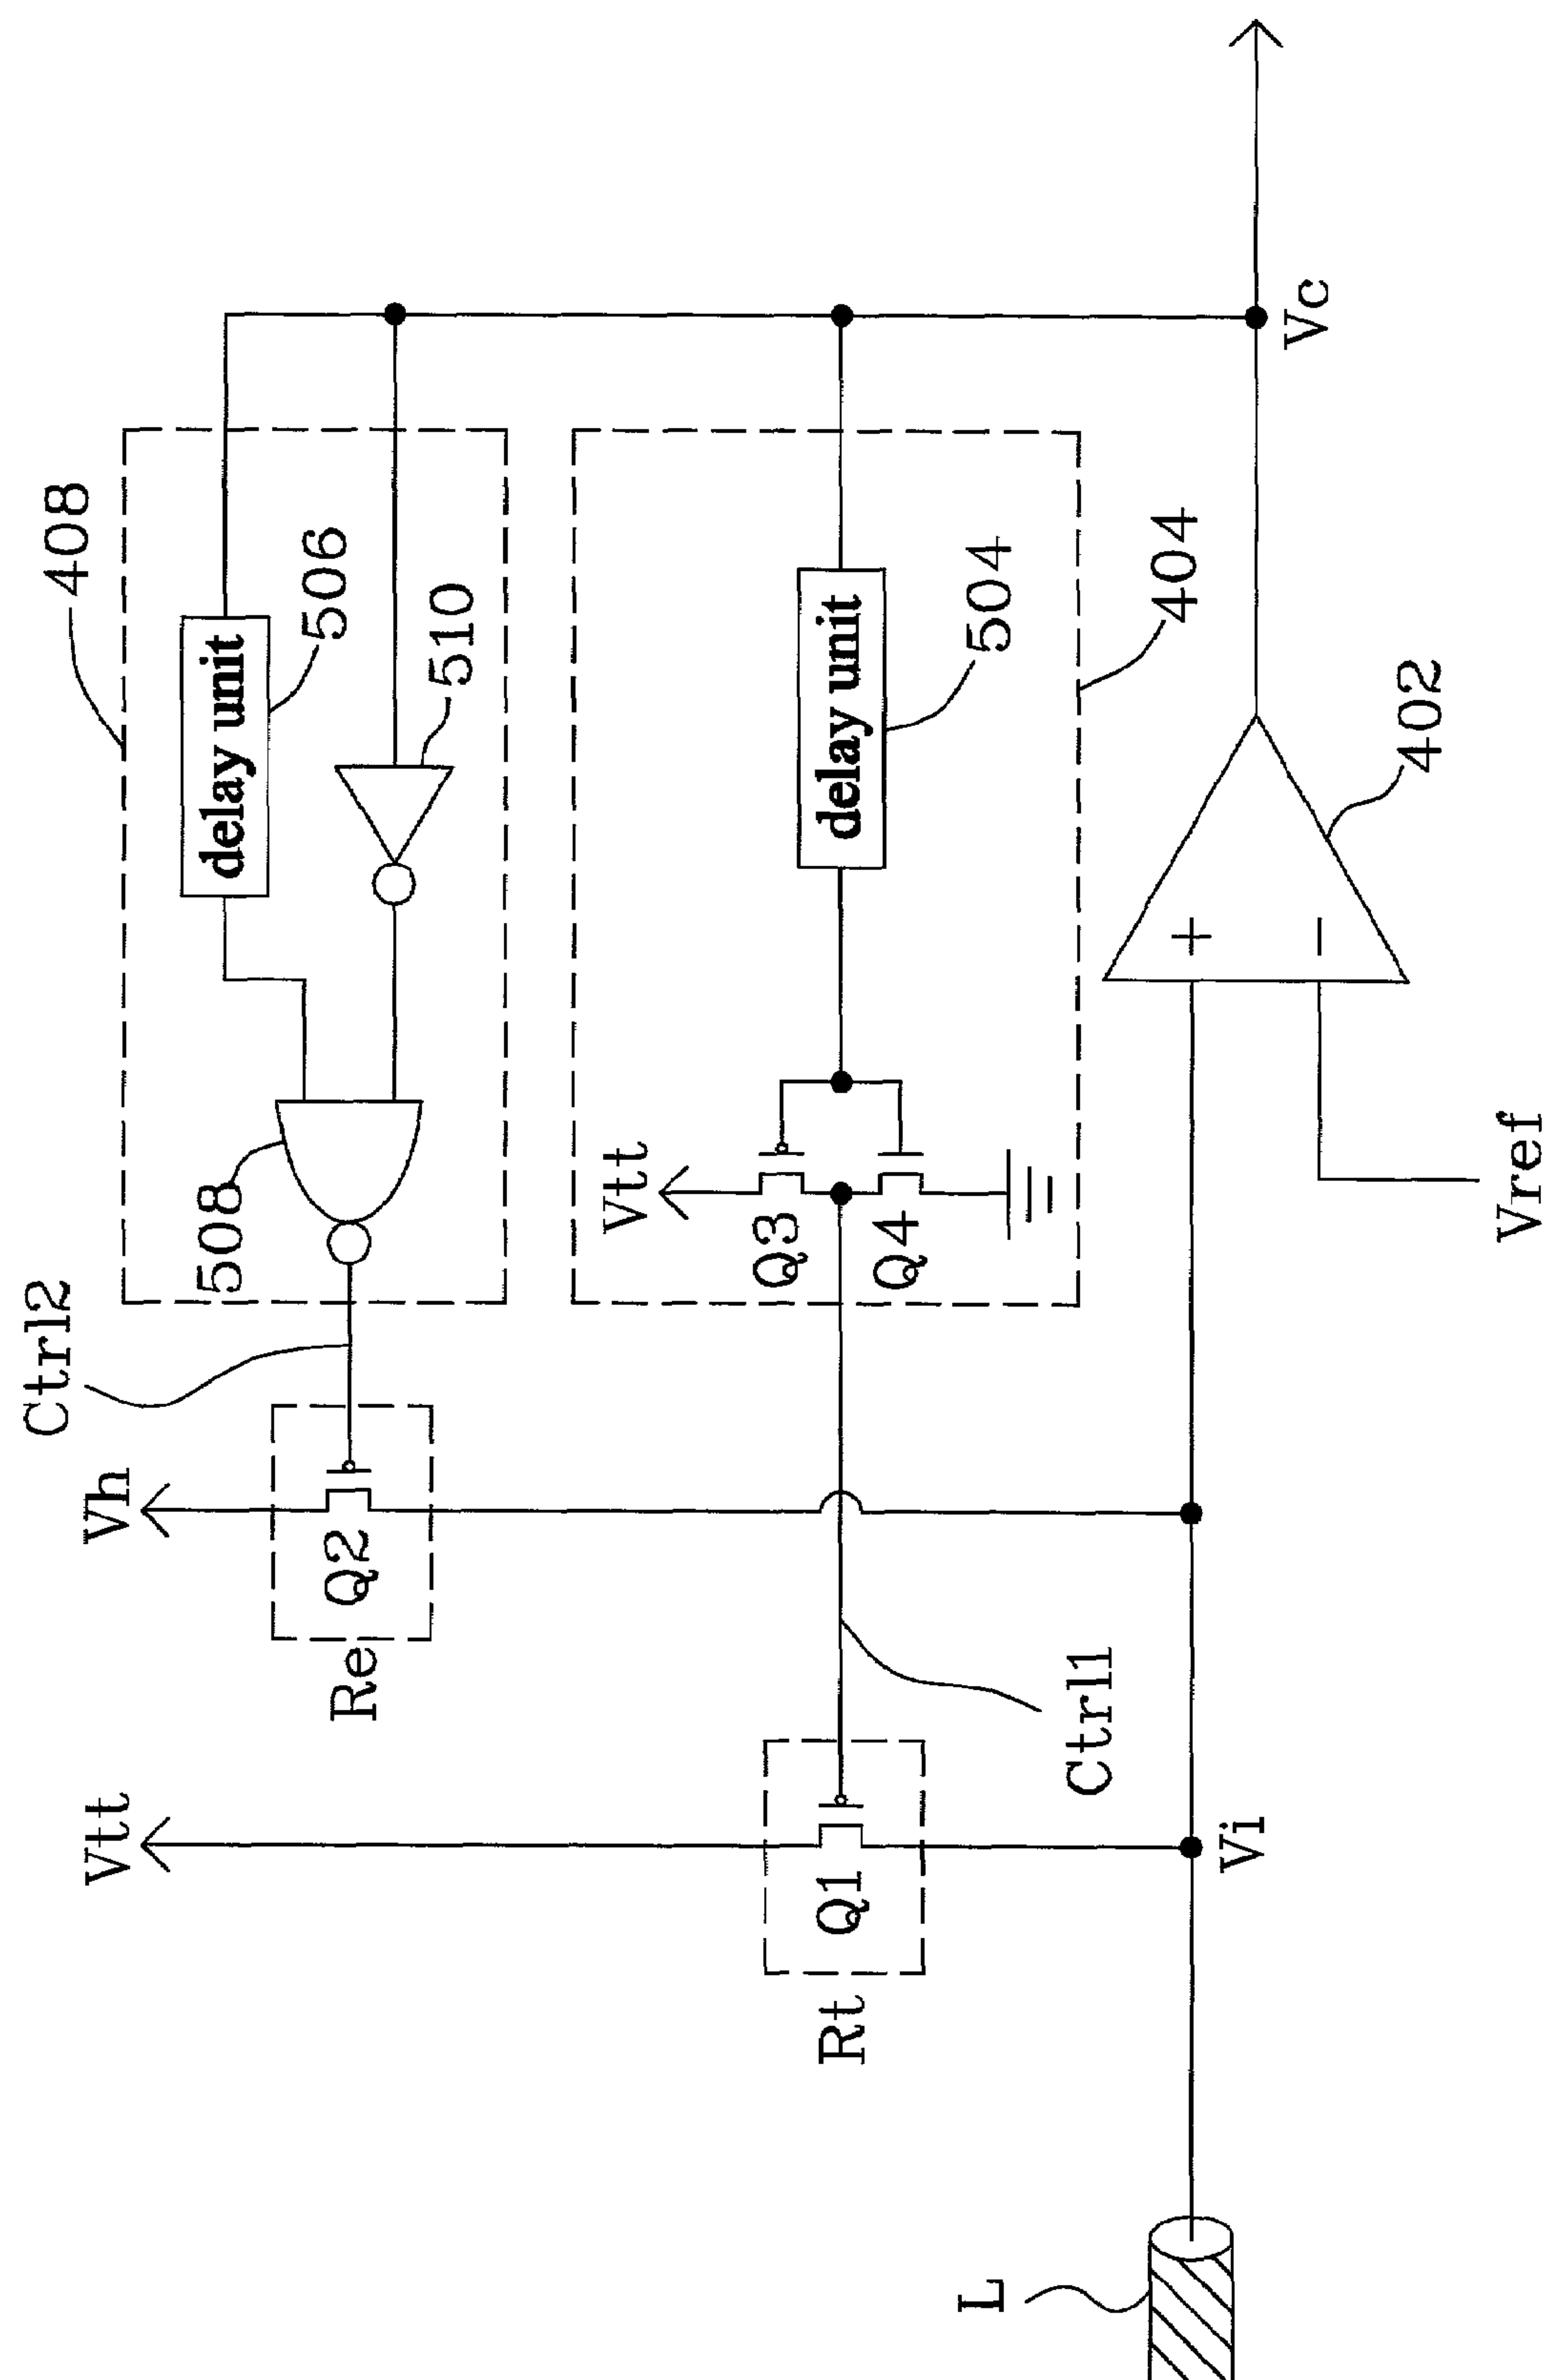 408
delay unit
506
510
508
Ctrl2
Vh
Q2
Re
Vtt
Vtt
Q3
Q4
delay unit
504
404
Ctrl1
Q1
Rt
Vc
402
Vref
Vi
L